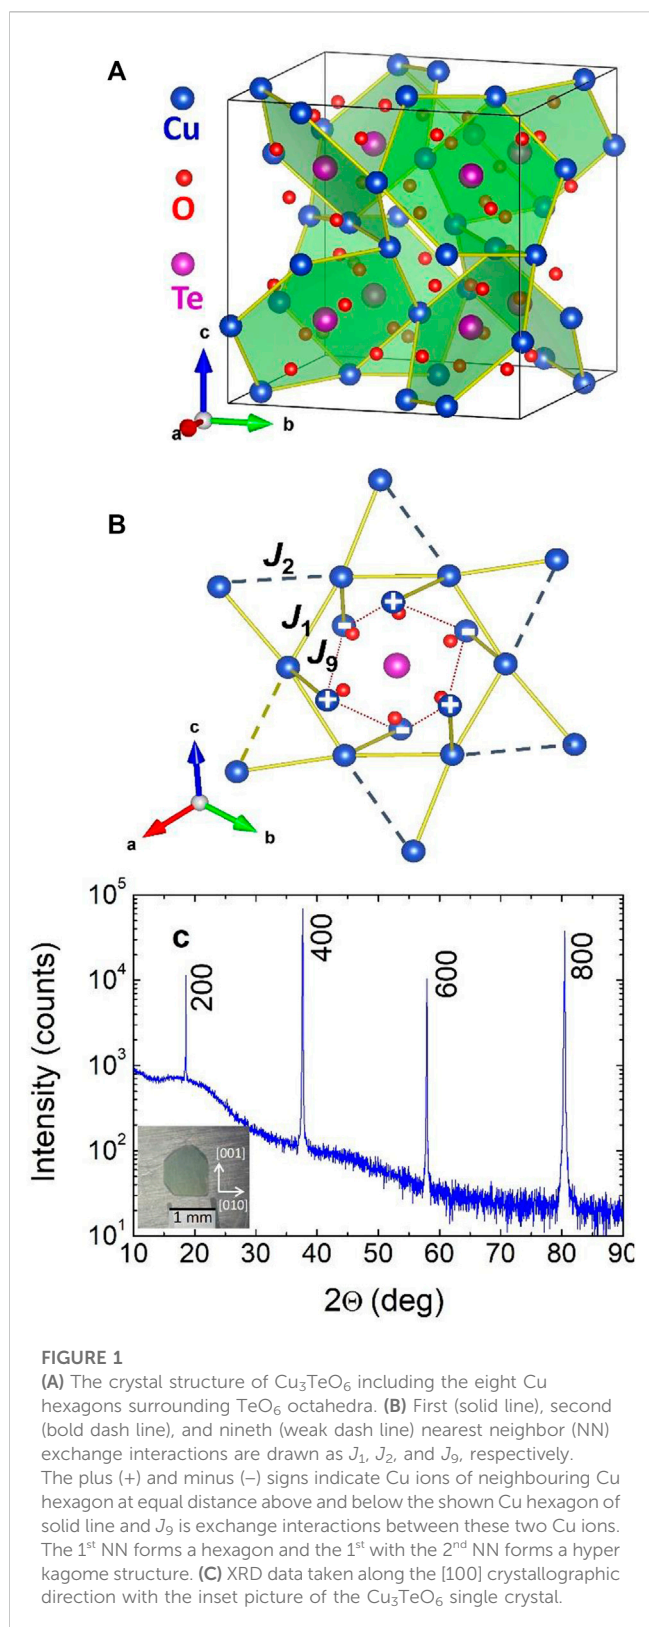 A
Cu
O
Te
c
a
b
B
J2
J1
J9
+
-
+
-
+
-
c
a
b
C
Intensity (counts)
10^5
10^4
10^3
10^2
10^1
200
400
600
800
[001]
[010]
1 mm
10 20 30 40 50 60 70 80 90
2Θ (deg)
FIGURE 1
(A) The crystal structure of Cu3TeO6 including the eight Cu
hexagons surrounding TeO6 octahedra. (B) First (solid line), second
(bold dash line), and nineth (weak dash line) nearest neighbor (NN)
exchange interactions are drawn as J1, J2, and J9, respectively.
The plus (+) and minus (−) signs indicate Cu ions of neighbouring Cu
hexagon at equal distance above and below the shown Cu hexagon of
solid line and J9 is exchange interactions between these two Cu ions.
The 1st NN forms a hexagon and the 1st with the 2nd NN forms a hyper
kagome structure. (C) XRD data taken along the [100] crystallographic
direction with the inset picture of the Cu3TeO6 single crystal.